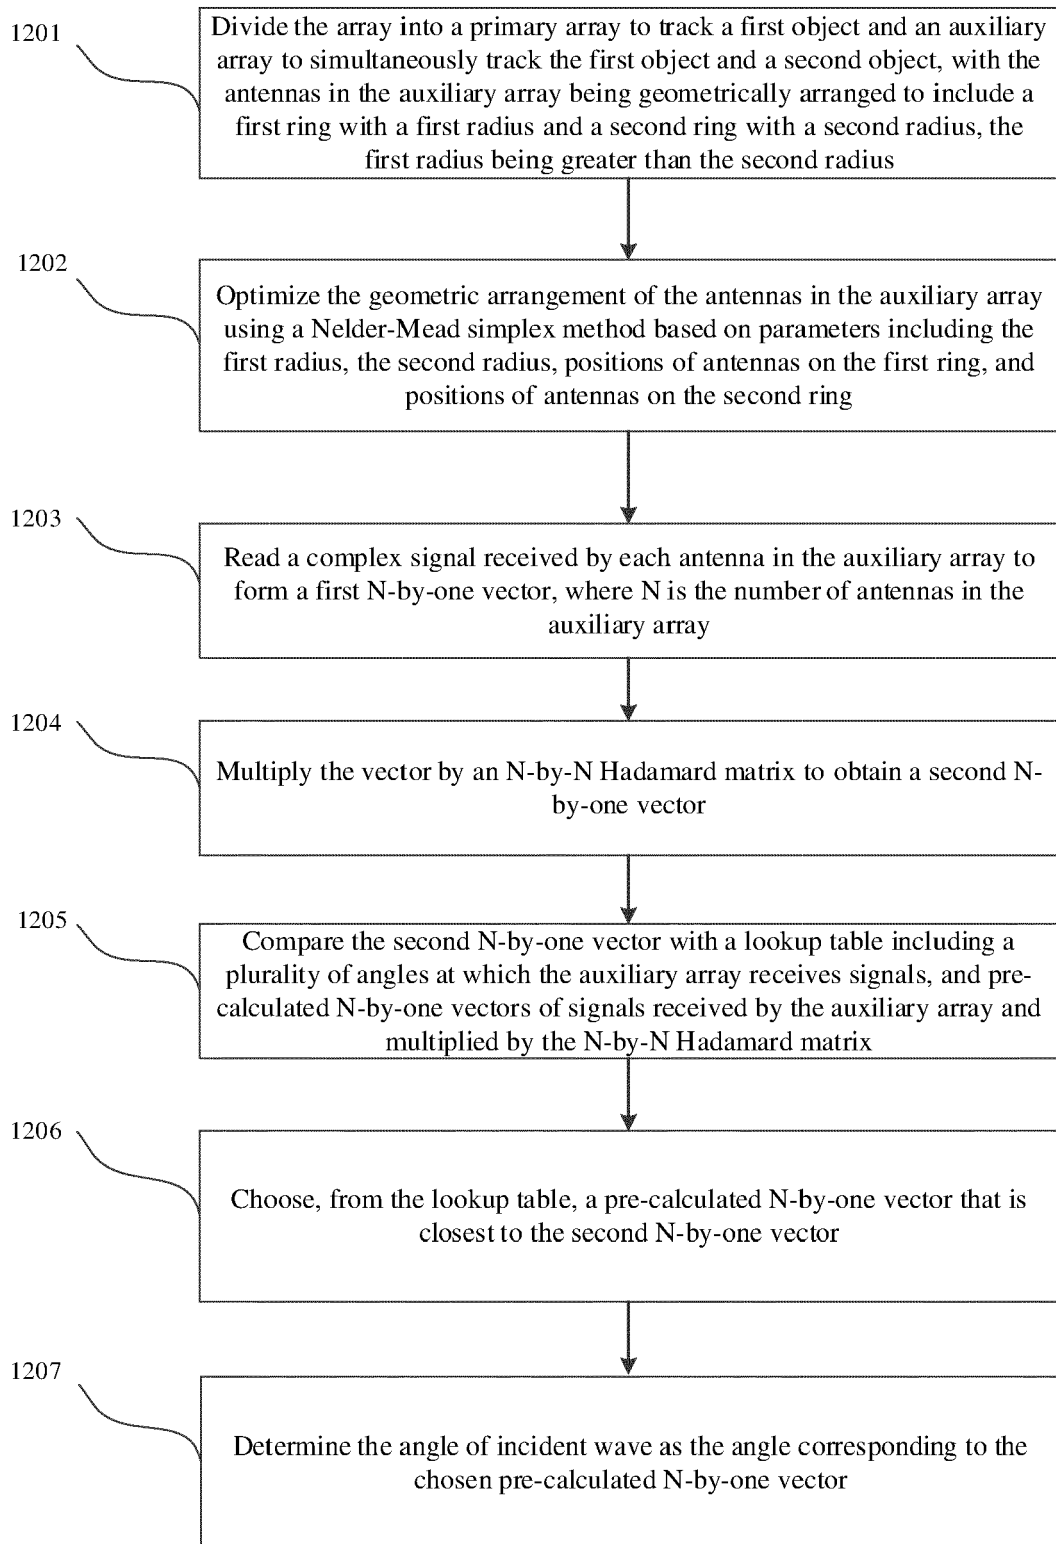 1201
Divide the array into a primary array to track a first object and an auxiliary
array to simultaneously track the first object and a second object, with the
antennas in the auxiliary array being geometrically arranged to include a
first ring with a first radius and a second ring with a second radius, the
first radius being greater than the second radius
1202
Optimize the geometric arrangement of the antennas in the auxiliary array
using a Nelder-Mead simplex method based on parameters including the
first radius, the second radius, positions of antennas on the first ring, and
positions of antennas on the second ring
1203
Read a complex signal received by each antenna in the auxiliary array to
form a first N-by-one vector, where N is the number of antennas in the
auxiliary array
1204
Multiply the vector by an N-by-N Hadamard matrix to obtain a second N-
by-one vector
1205
Compare the second N-by-one vector with a lookup table including a
plurality of angles at which the auxiliary array receives signals, and pre-
calculated N-by-one vectors of signals received by the auxiliary array and
multiplied by the N-by-N Hadamard matrix
1206
Choose, from the lookup table, a pre-calculated N-by-one vector that is
closest to the second N-by-one vector
1207
Determine the angle of incident wave as the angle corresponding to the
chosen pre-calculated N-by-one vector